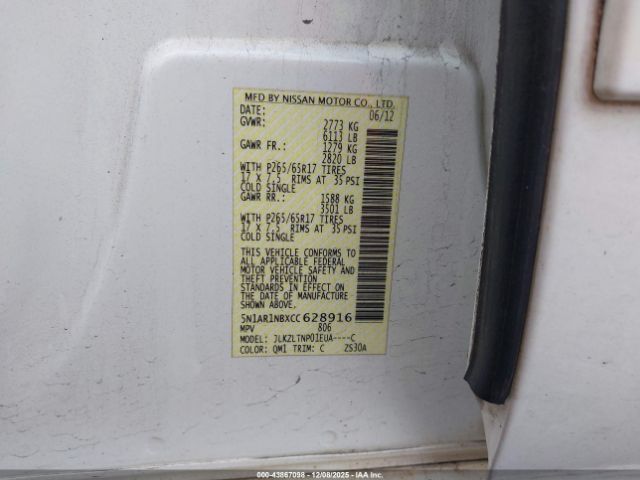 MFD BY NISSAN MOTOR CO., LTD.
DATE: 06/12
GVWR: 2773 KG
6113 LB
GAWR FR.: 1279 KG
2820 LB
WITH P265/65R17 TIRES
17 X 7.5 RIMS AT 35 PSI
COLD SINGLE
GAWR RR.: 1588 KG
3501 LB
WITH P265/65R17 TIRES
17 X 7.5 RIMS AT 35 PSI
COLD SINGLE
THIS VEHICLE CONFORMS TO
ALL APPLICABLE FEDERAL
MOTOR VEHICLE SAFETY AND
THEFT PREVENTION
STANDARDS IN EFFECT ON
THE DATE OF MANUFACTURE
SHOWN ABOVE.
5N1AR1NBXCC628916
MPV 806
MODEL: JLKZLTNP01EUA----C
COLOR: QM1 TRIM: C ZS30A
© 43867098 - 12/08/2025 - IAA Inc.